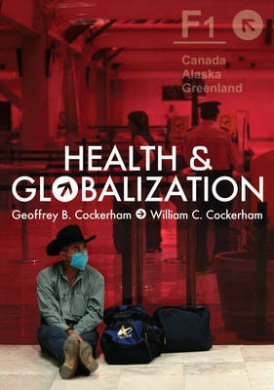 F1
Canada
Alaska
Greenland
HEALTH &
GLOBALIZATION
Geoffrey B. Cockerham William C. Cockerham